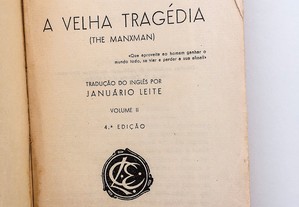 A VELHA TRAGÉDIA
(THE MANXMAN)
«Que aproveita ao homem ganhar o
mundo todo, se vier a perder a sua alma?»
TRADUÇÃO DO INGLÊS POR
JANUÁRIO LEITE
VOLUME II
4.ª EDIÇÃO